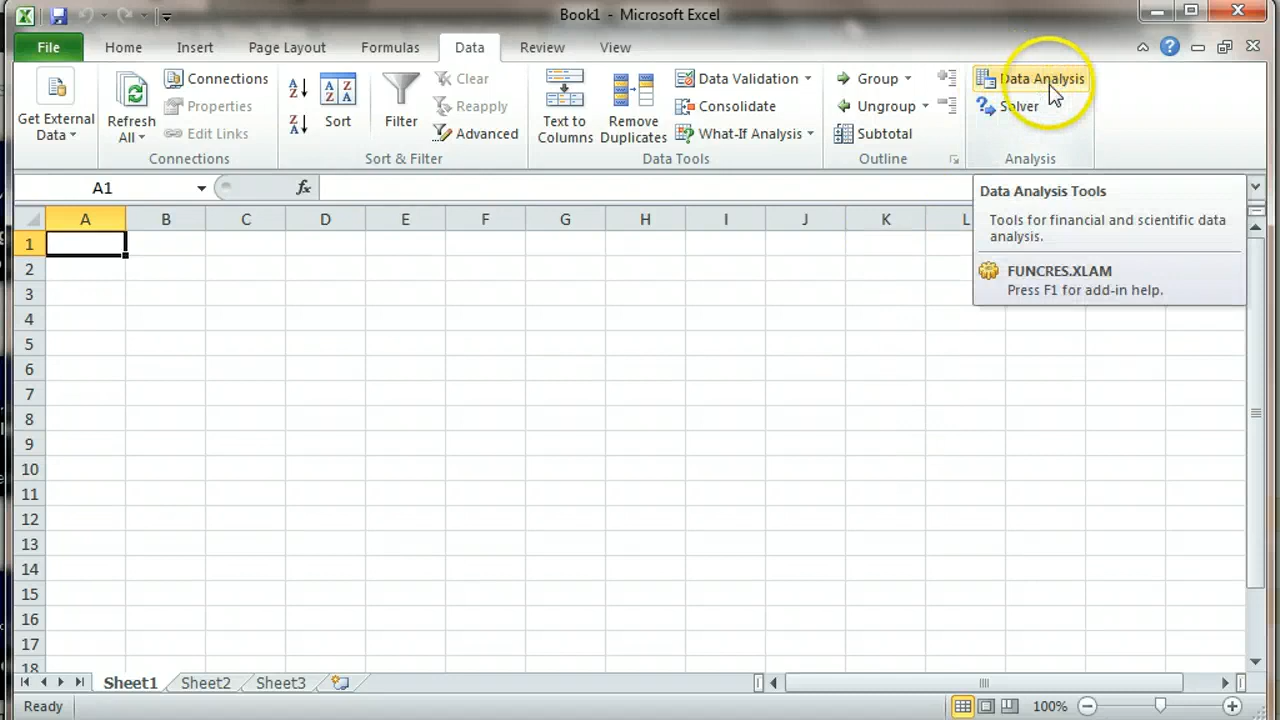 Book1 - Microsoft Excel
File Home Insert Page Layout Formulas Data Review View
Get External Data
Refresh All
Connections
Properties
Edit Links
Connections
A Z
Z A
Sort
Filter
Clear
Reapply
Advanced
Sort & Filter
Text to Columns
Remove Duplicates
Data Validation
Consolidate
What-If Analysis
Data Tools
Group
Ungroup
Subtotal
Outline
Data Analysis
Solver
Analysis
A1
fx
Data Analysis Tools
Tools for financial and scientific data
analysis.
FUNCRES.XLAM
Press F1 for add-in help.
A B C D E F G H I J K L
1
2
3
4
5
6
7
8
9
10
11
12
13
14
15
16
17
18
Sheet1 Sheet2 Sheet3
Ready 100%